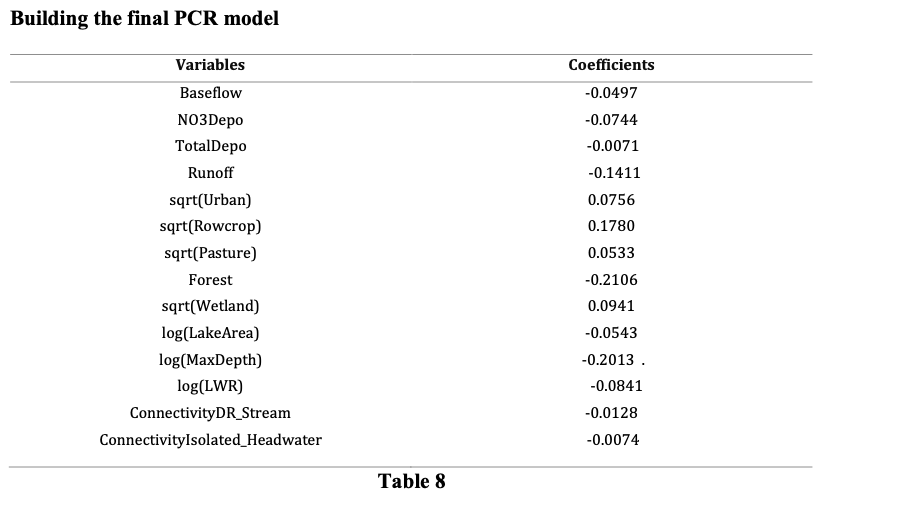 Building the final PCR model
Variables Coefficients
Baseflow -0.0497
NO3Depo -0.0744
TotalDepo -0.0071
Runoff -0.1411
sqrt(Urban) 0.0756
sqrt(Rowcrop) 0.1780
sqrt(Pasture) 0.0533
Forest -0.2106
sqrt(Wetland) 0.0941
log(LakeArea) -0.0543
log(MaxDepth) -0.2013 .
log(LWR) -0.0841
ConnectivityDR_Stream -0.0128
ConnectivityIsolated_Headwater -0.0074
Table 8